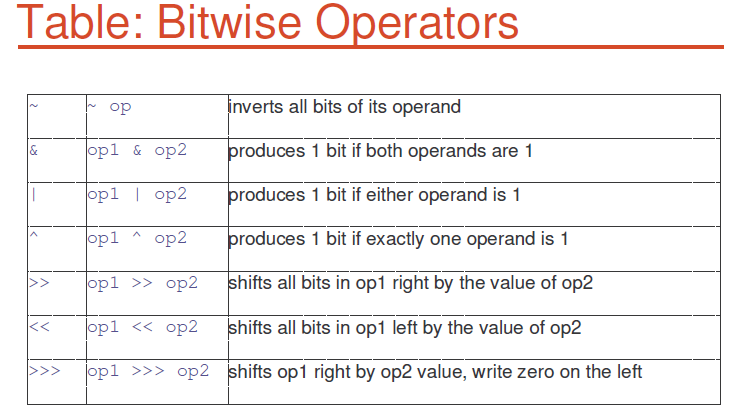 Table: Bitwise Operators
~ ~ op inverts all bits of its operand
& op1 & op2 produces 1 bit if both operands are 1
| op1 | op2 produces 1 bit if either operand is 1
^ op1 ^ op2 produces 1 bit if exactly one operand is 1
>> op1 >> op2 shifts all bits in op1 right by the value of op2
<< op1 << op2 shifts all bits in op1 left by the value of op2
>>> op1 >>> op2 shifts op1 right by op2 value, write zero on the left